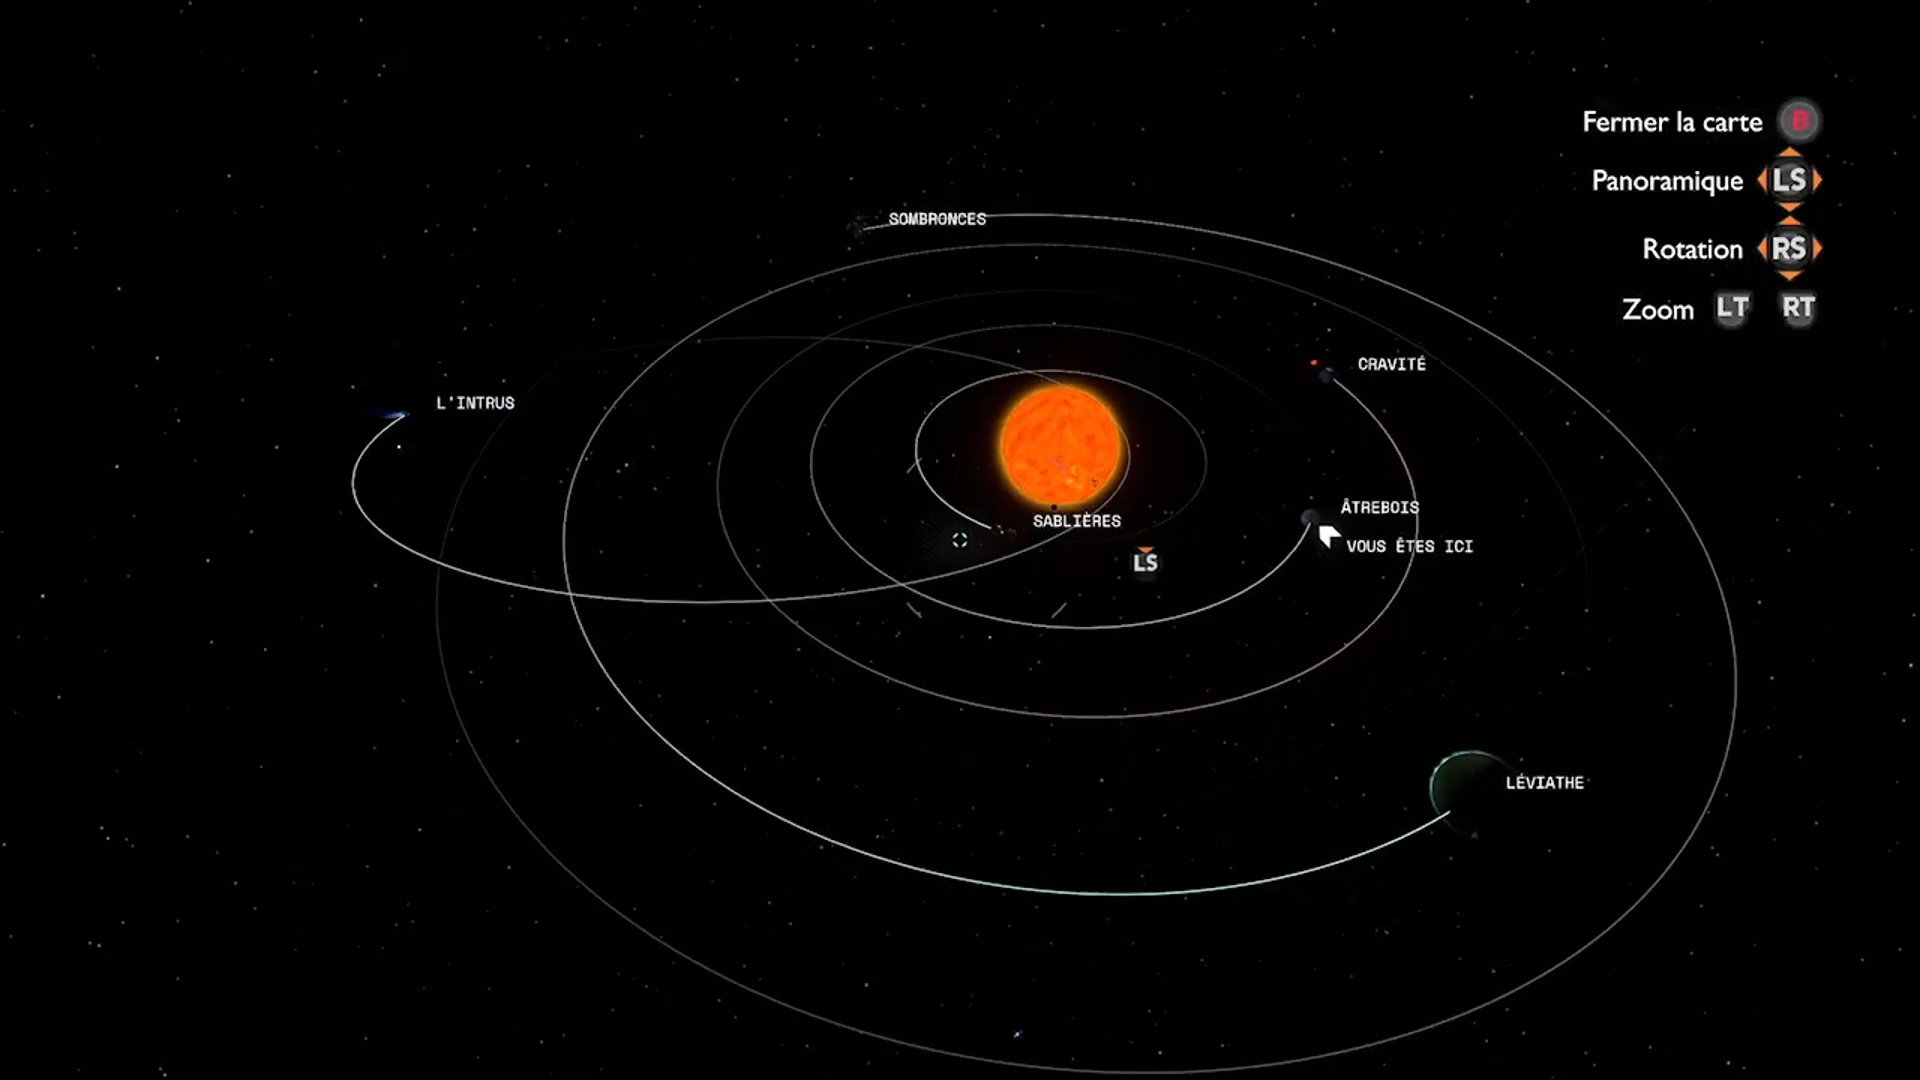 Fermer la carte B
Panoramique LS
Rotation RS
Zoom LT RT
SOMBRONCES
CRAVITÉ
L'INTRUS
ÂTREBOIS
SABLIÈRES
VOUS ÊTES ICI
LS
LÉVIATHE